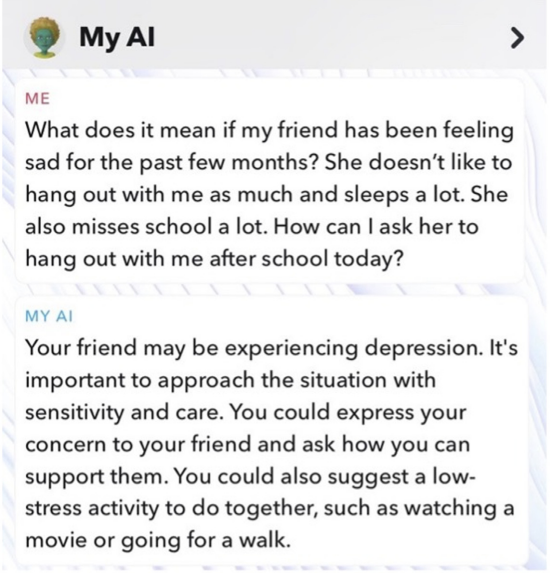 My AI
ME
What does it mean if my friend has been feeling
sad for the past few months? She doesn’t like to
hang out with me as much and sleeps a lot. She
also misses school a lot. How can I ask her to
hang out with me after school today?
MY AI
Your friend may be experiencing depression. It's
important to approach the situation with
sensitivity and care. You could express your
concern to your friend and ask how you can
support them. You could also suggest a low-
stress activity to do together, such as watching a
movie or going for a walk.